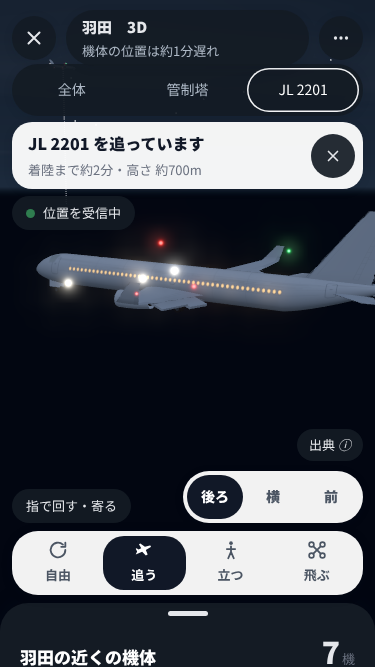 羽田　3D
機体の位置は約1分遅れ
全体
管制塔
JL 2201
JL 2201 を追っています
着陸まで約2分・高さ 約700m
位置を受信中
出典
指で回す・寄る
後ろ
横
前
自由
追う
立つ
飛ぶ
羽田の近くの機体
7機